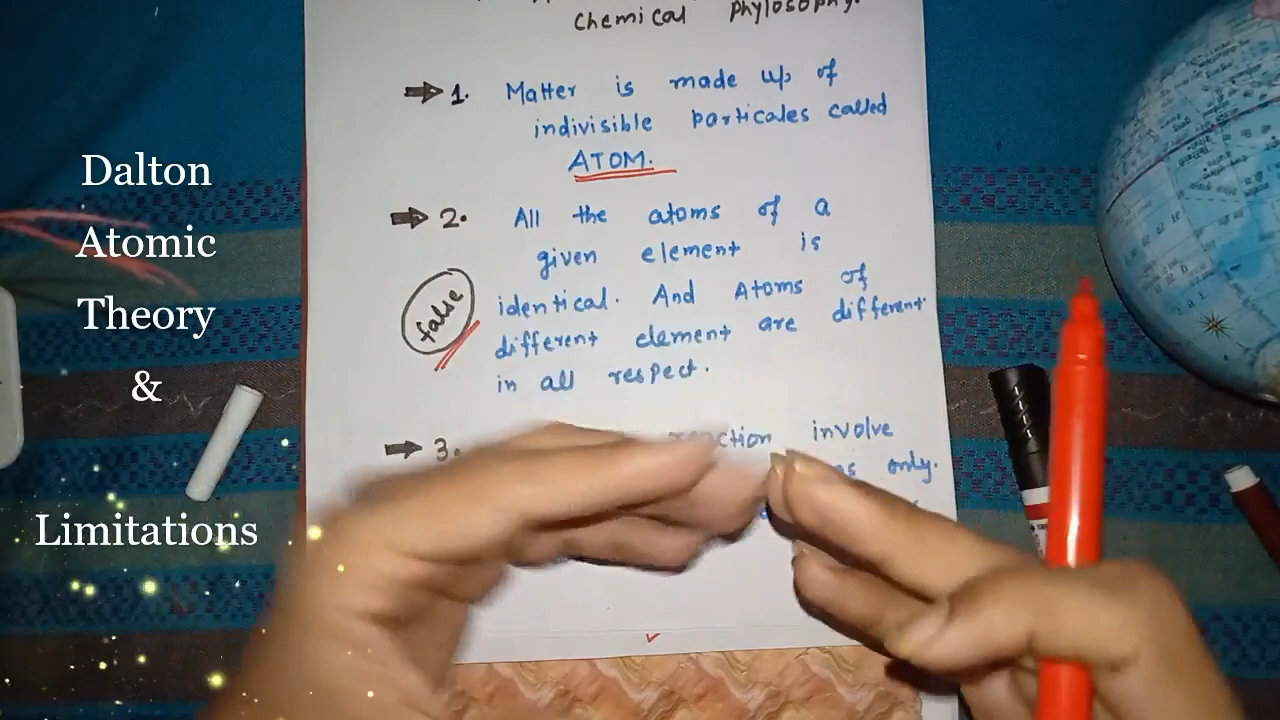 Chemical Phylosophy.
1. Matter is made up of
indivisible particales called
ATOM.
2. All the atoms of a
given element is
identical. And Atoms of
different element are different
in all respect.
false
3. reaction involve
only.
Dalton
Atomic
Theory
&
Limitations